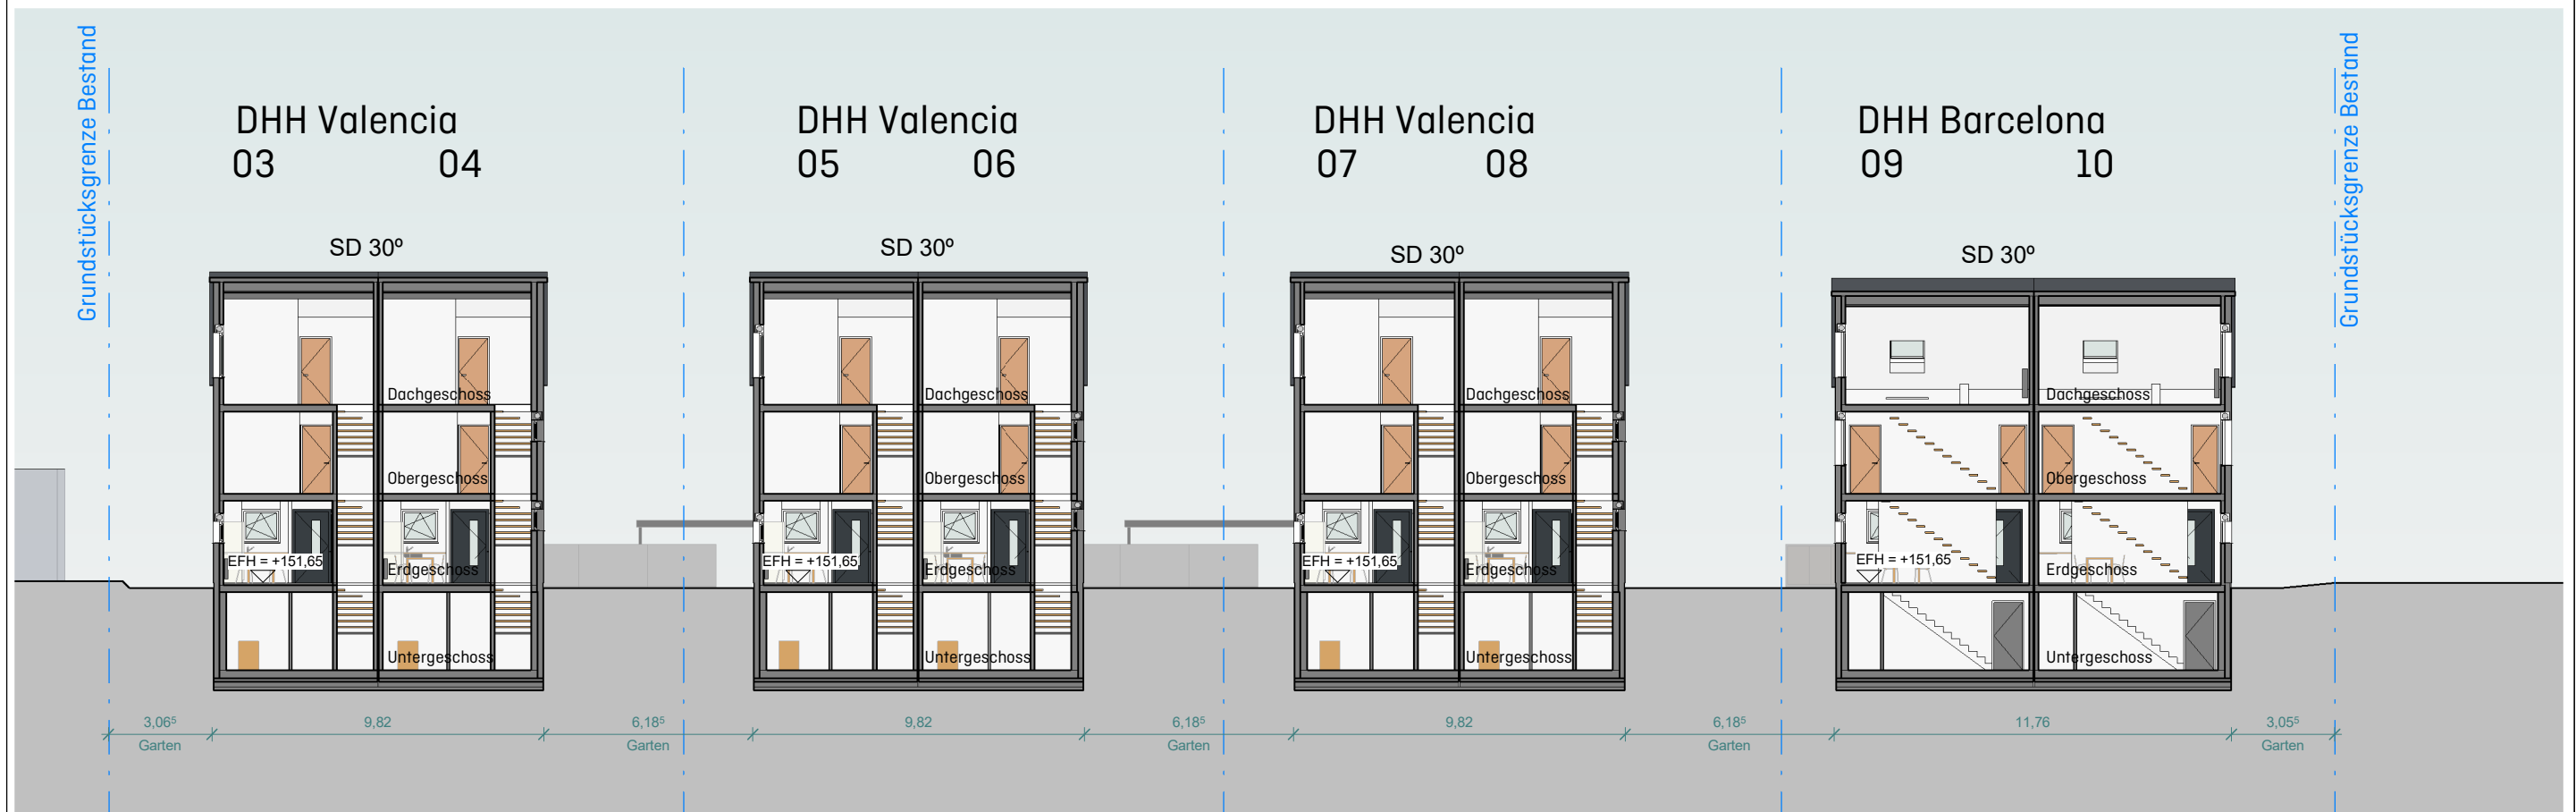 Grundstücksgrenze Bestand
DHH Valencia
03 04
DHH Valencia
05 06
DHH Valencia
07 08
DHH Barcelona
09 10
Grundstücksgrenze Bestand
SD 30º
SD 30º
SD 30º
SD 30º
Dachgeschoss
Dachgeschoss
Dachgeschoss
Dachgeschoss
Obergeschoss
Obergeschoss
Obergeschoss
Obergeschoss
EFH = +151,65
EFH = +151,65
EFH = +151,65
EFH = +151,65
Erdgeschoss
Erdgeschoss
Erdgeschoss
Erdgeschoss
Untergeschoss
Untergeschoss
Untergeschoss
Untergeschoss
3,06⁵ 9,82 6,18⁵ 9,82 6,18⁵ 9,82 6,18⁵ 11,76 3,05⁵
Garten Garten Garten Garten Garten